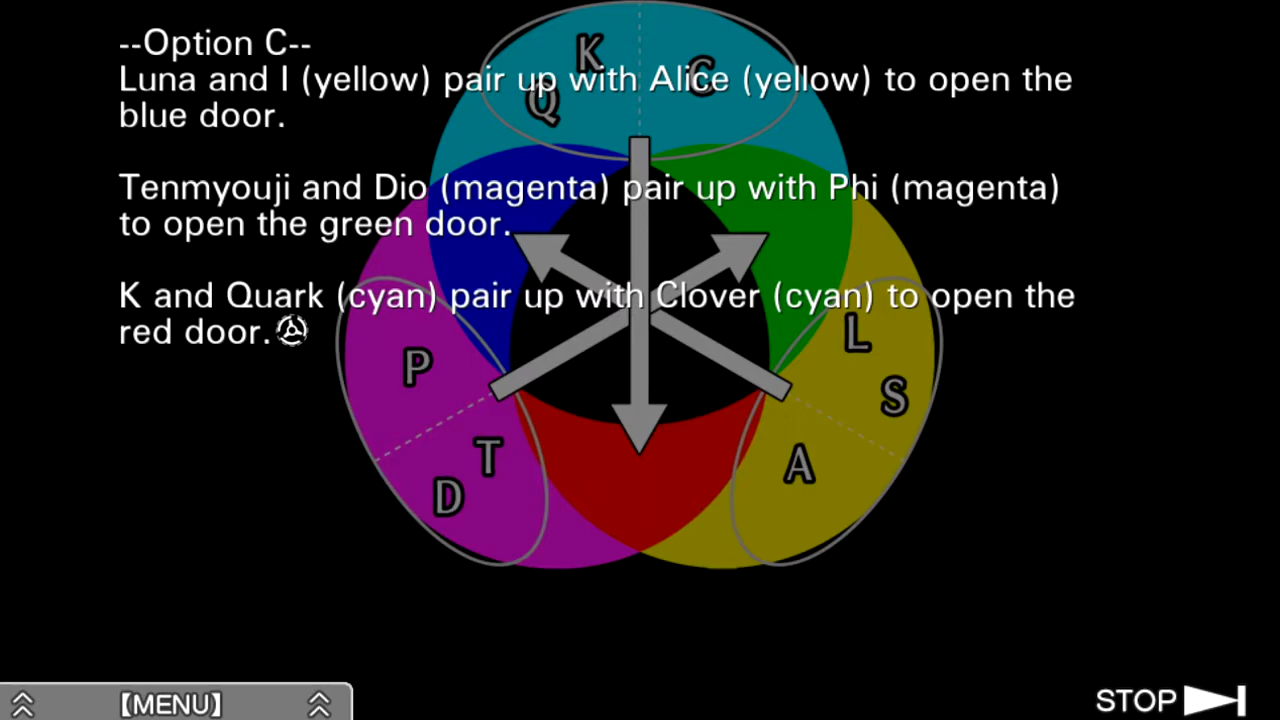 --Option C--
Luna and I (yellow) pair up with Alice (yellow) to open the
blue door.
Tenmyouji and Dio (magenta) pair up with Phi (magenta)
to open the green door.
K and Quark (cyan) pair up with Clover (cyan) to open the
red door.
K
C
Q
L
P
S
T
A
D
[MENU]
STOP